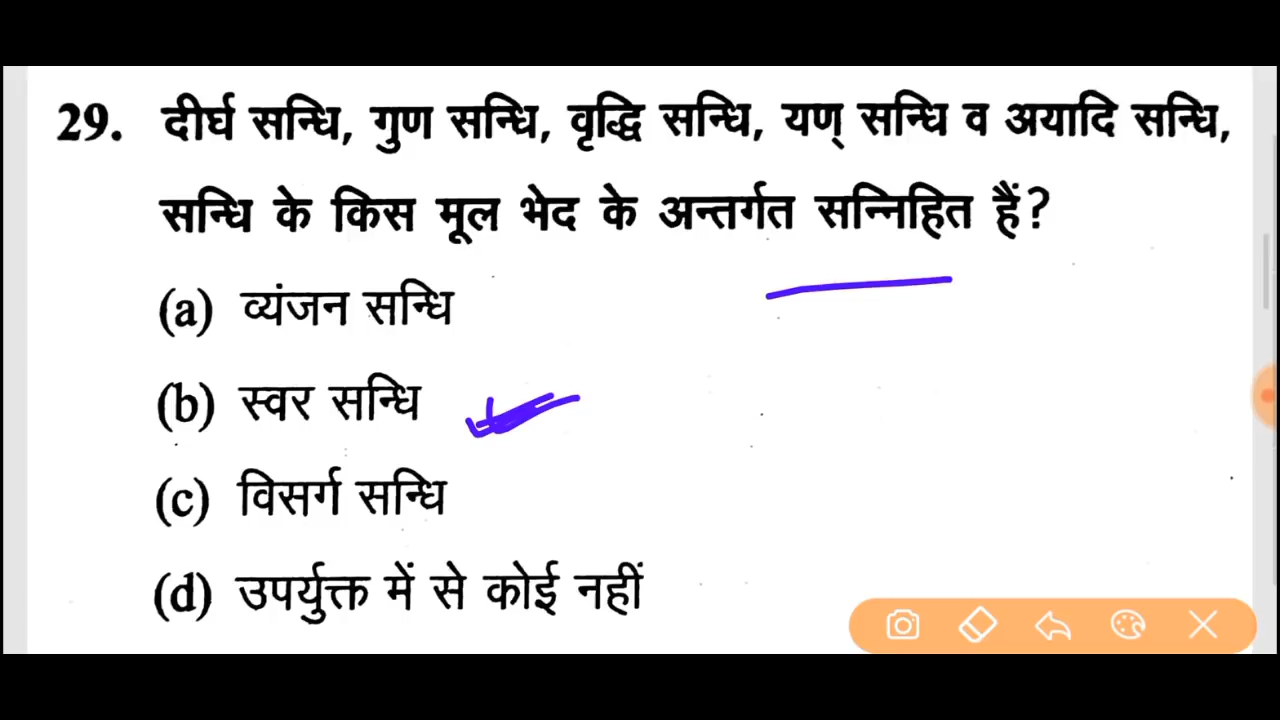 29. दीर्घ सन्धि, गुण सन्धि, वृद्धि सन्धि, यण् सन्धि व अयादि सन्धि,
सन्धि के किस मूल भेद के अन्तर्गत सन्निहित हैं?
(a) व्यंजन सन्धि
(b) स्वर सन्धि
(c) विसर्ग सन्धि
(d) उपर्युक्त में से कोई नहीं